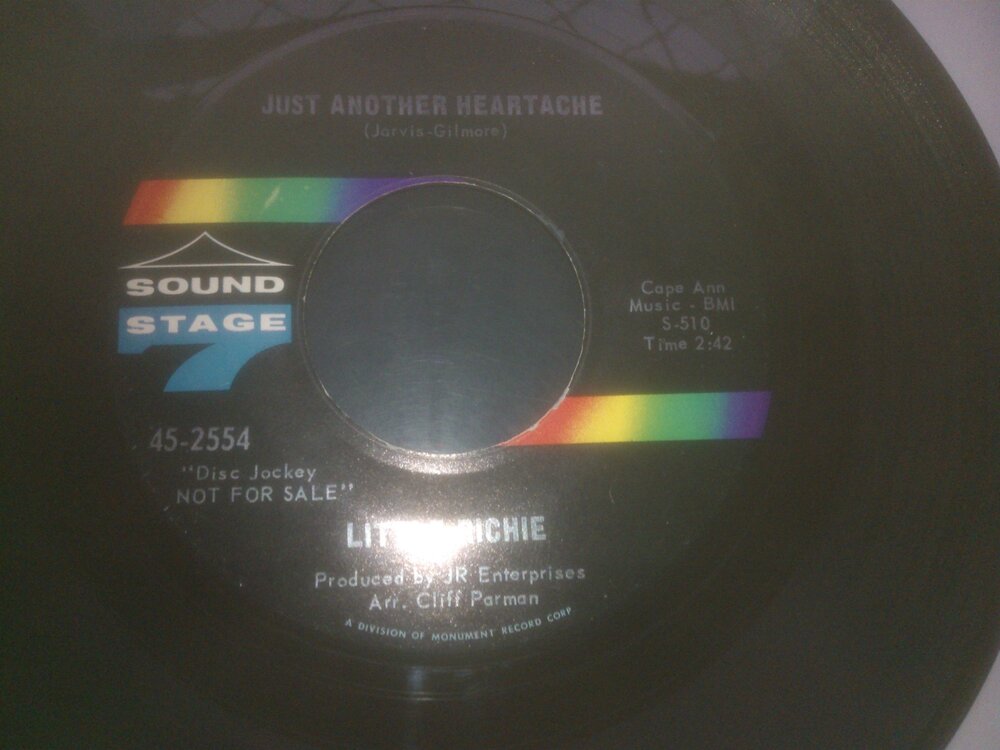 JUST ANOTHER HEARTACHE
(Jarvis-Gilmore)
SOUND
STAGE
7
Cape Ann
Music - BMI
S-510
Time 2:42
45-2554
"Disc Jockey
NOT FOR SALE"
Produced by JR Enterprises
Arr. Cliff Parman
A DIVISION OF MONUMENT RECORD CORP